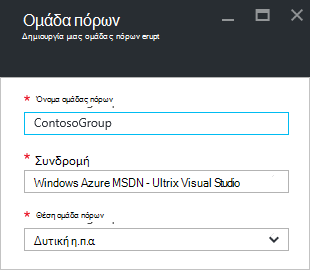 Ομάδα πόρων
Δημιουργία μιας ομάδας πόρων erupt
* Όνομα ομάδας πόρων
ContosoGroup
* Συνδρομή
Windows Azure MSDN - Ultrix Visual Studio
* Θέση ομάδα πόρων
Δυτική η.π.α